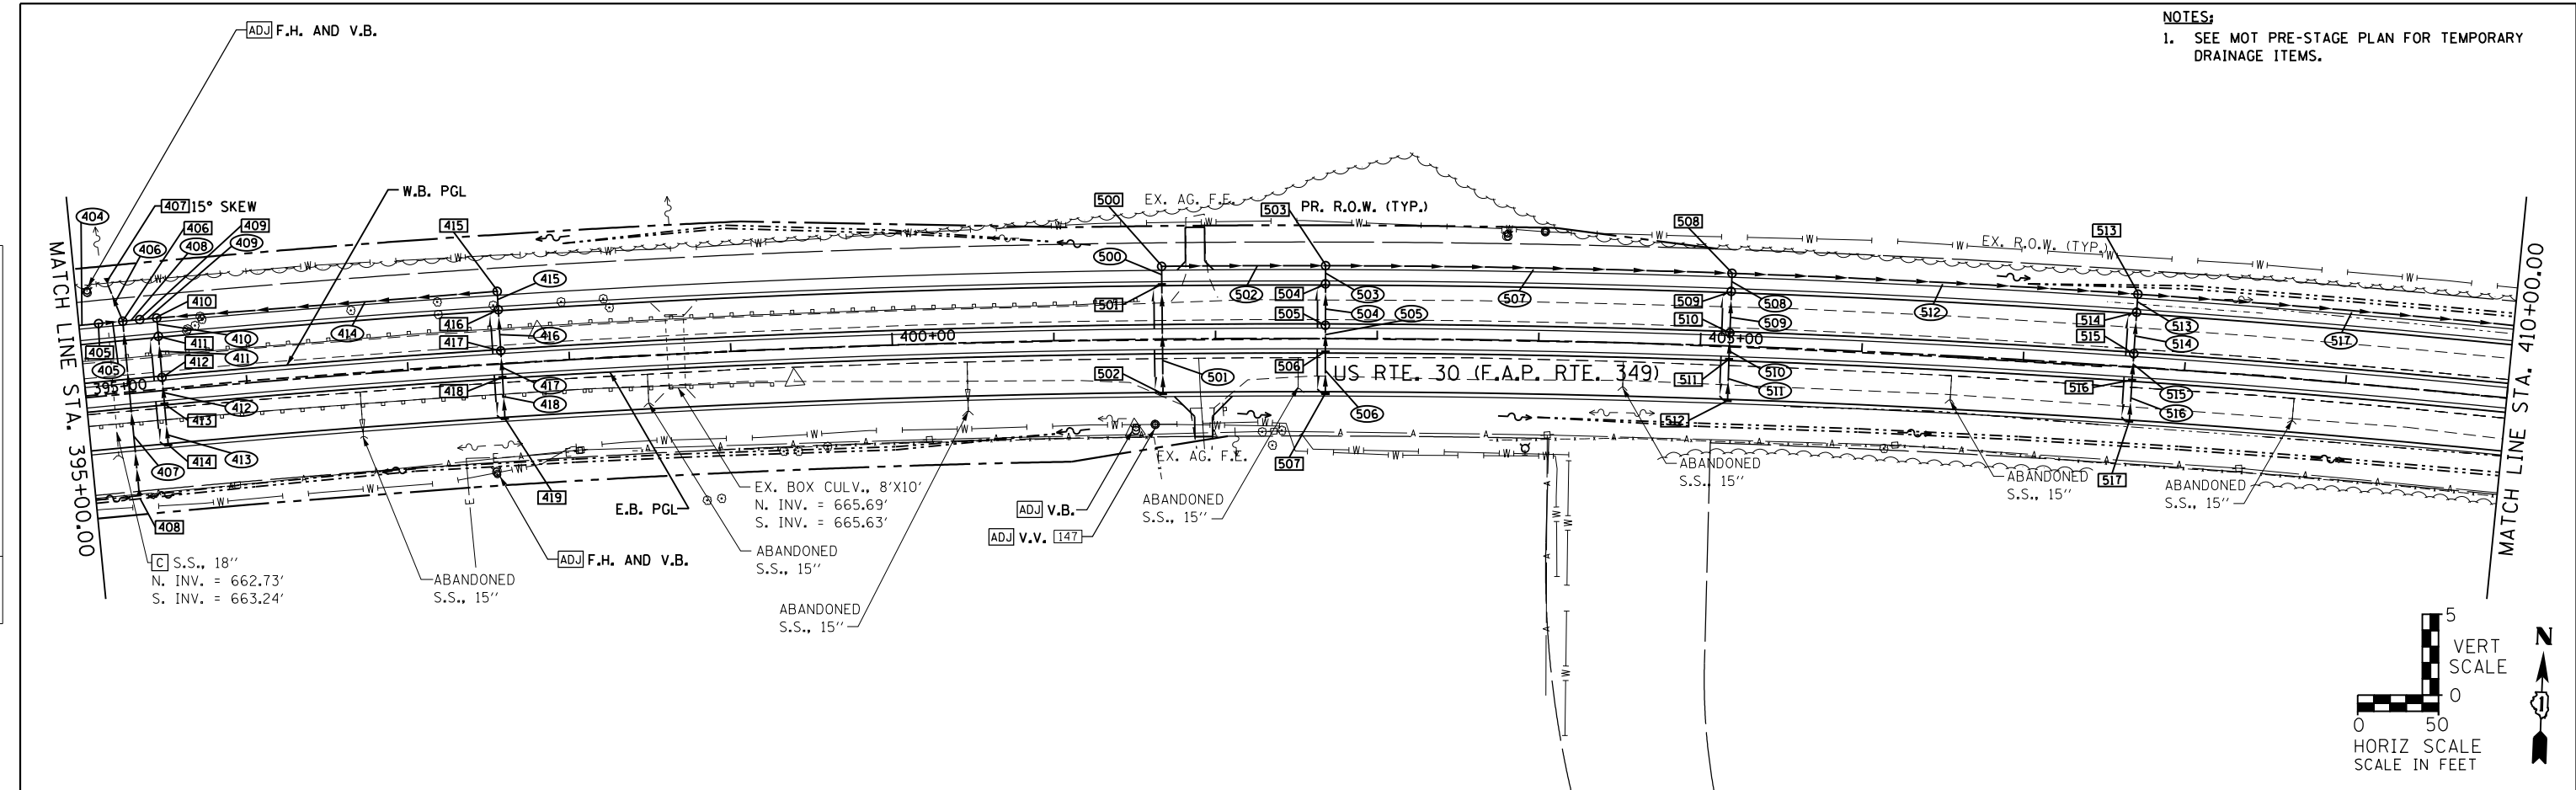 NOTES:
1. SEE MOT PRE-STAGE PLAN FOR TEMPORARY
DRAINAGE ITEMS.
ADJ F.H. AND V.B.
W.B. PGL
404
407 15° SKEW
406
409
406
408
409
410
415
415
410
411
411
412
405
405
414
416
416
417
417
418
418
412
413
413
414
407
408
419
395+00
400+00
405+00
MATCH LINE STA. 395+00.00
MATCH LINE STA. 410+00.00
500
EX. AG. F.E.
503
PR. R.O.W. (TYP.)
500
501
502
504
503
505
504
505
507
502
501
506
506
507
US RTE. 30 (F.A.P. RTE. 349)
508
508
509
509
510
510
511
511
512
512
EX. R.O.W. (TYP.)
513
513
514
514
515
515
516
516
517
517
EX. AG. F.E.
E.B. PGL
EX. BOX CULV., 8'X10'
N. INV. = 665.69'
S. INV. = 665.63'
ABANDONED
S.S., 15''
ABANDONED
S.S., 15''
ABANDONED
S.S., 15''
ABANDONED
S.S., 15''
ABANDONED
S.S., 15''
ABANDONED
S.S., 15''
ABANDONED
S.S., 15''
ADJ V.B.
ADJ V.V. 147
ADJ F.H. AND V.B.
C S.S., 18''
N. INV. = 662.73'
S. INV. = 663.24'
5
VERT
SCALE
0
0 50
HORIZ SCALE
SCALE IN FEET
N
1